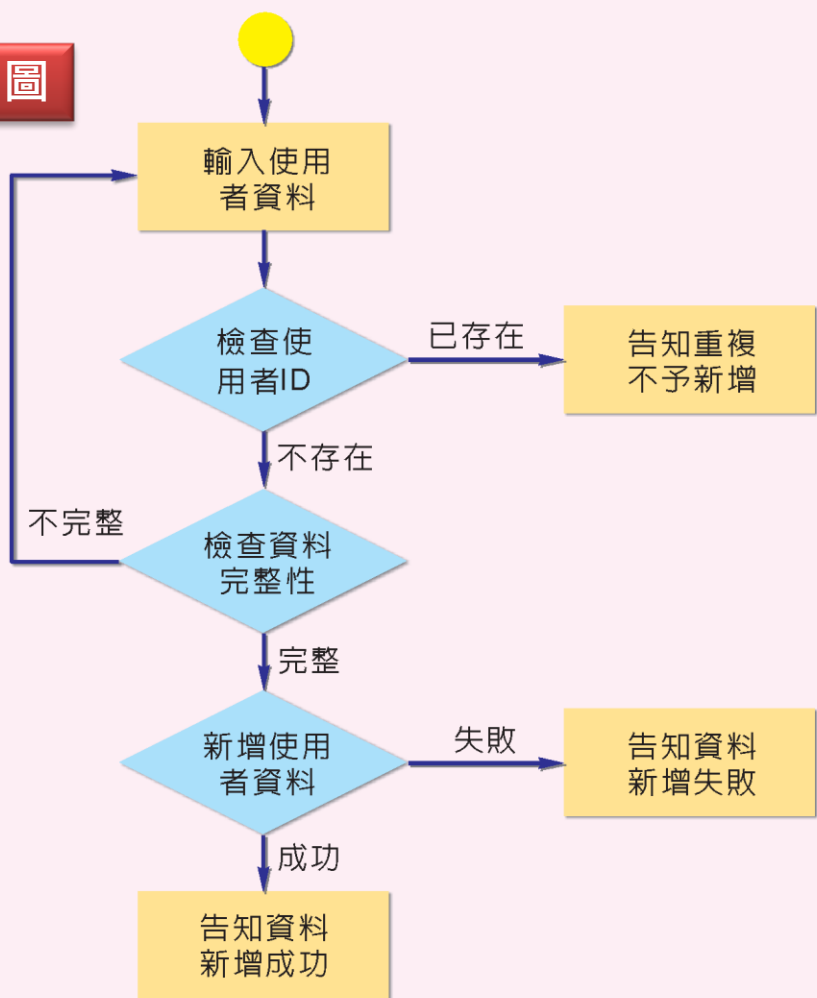 圖
輸入使用
者資料
檢查使
用者ID
已存在
告知重複
不予新增
不存在
不完整
檢查資料
完整性
完整
新增使用
者資料
失敗
告知資料
新增失敗
成功
告知資料
新增成功